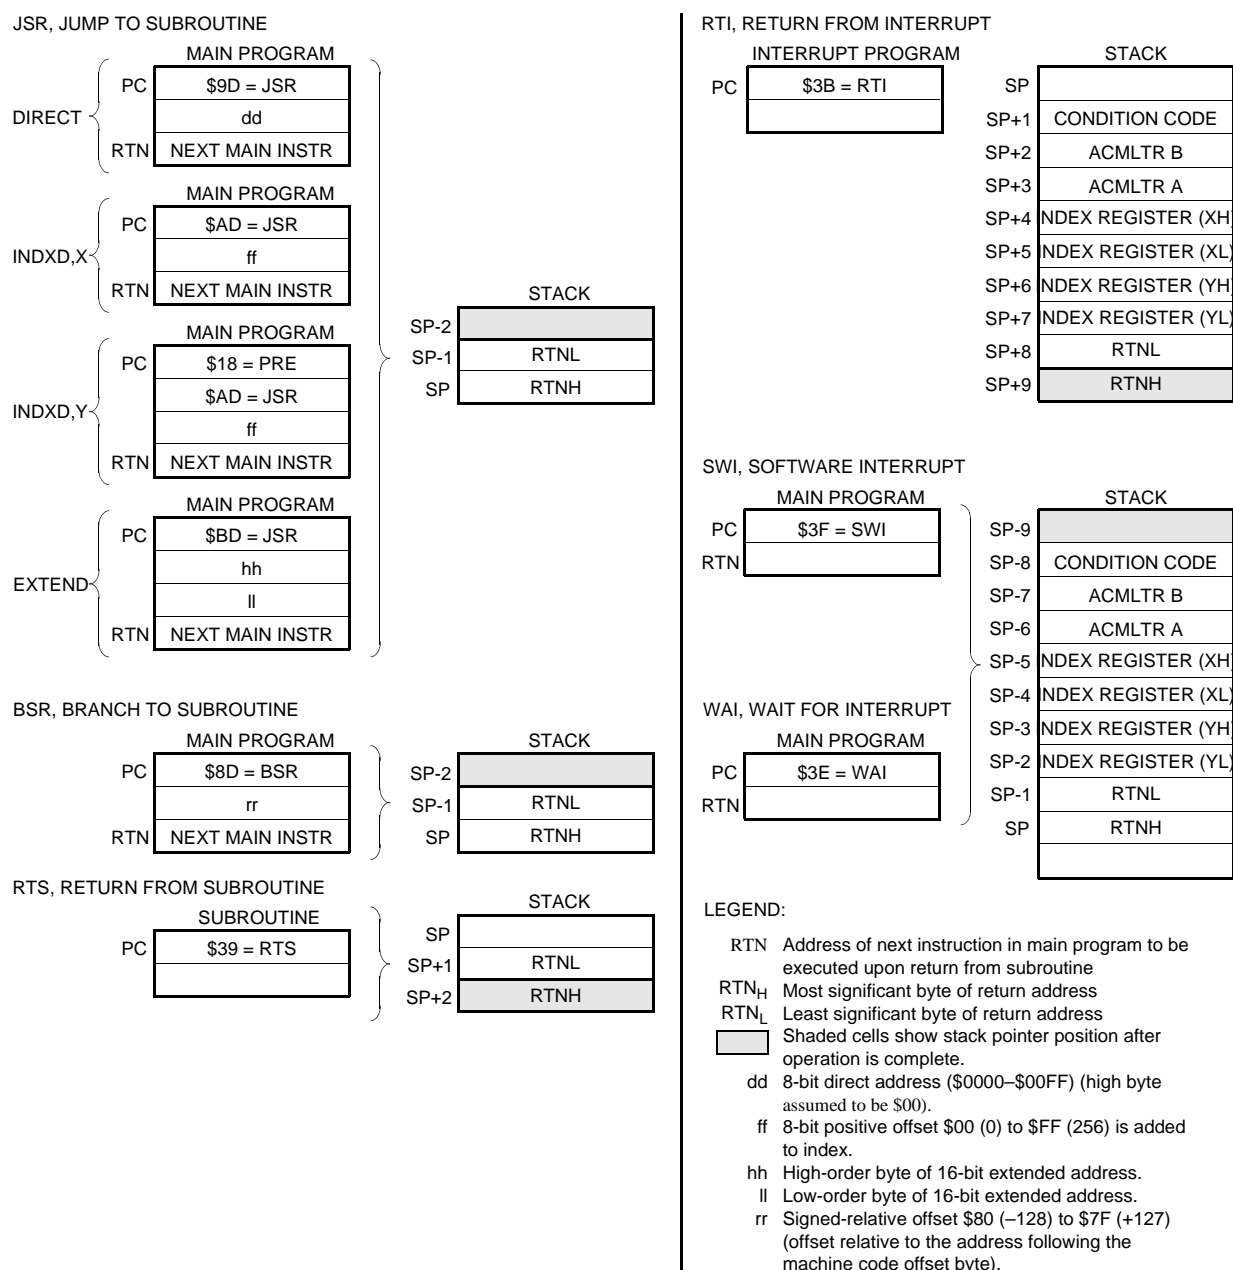 JSR, JUMP TO SUBROUTINE
MAIN PROGRAM
DIRECT
PC $9D = JSR
dd
RTN NEXT MAIN INSTR
MAIN PROGRAM
INDXD,X
PC $AD = JSR
ff
RTN NEXT MAIN INSTR
MAIN PROGRAM
INDXD,Y
PC $18 = PRE
$AD = JSR
ff
RTN NEXT MAIN INSTR
MAIN PROGRAM
EXTEND
PC $BD = JSR
hh
ll
RTN NEXT MAIN INSTR
STACK
SP-2
SP-1 RTNL
SP RTNH
BSR, BRANCH TO SUBROUTINE
MAIN PROGRAM
PC $8D = BSR
rr
RTN NEXT MAIN INSTR
STACK
SP-2
SP-1 RTNL
SP RTNH
RTS, RETURN FROM SUBROUTINE
SUBROUTINE
PC $39 = RTS
STACK
SP
SP+1 RTNL
SP+2 RTNH
RTI, RETURN FROM INTERRUPT
INTERRUPT PROGRAM
PC $3B = RTI
STACK
SP
SP+1 CONDITION CODE
SP+2 ACMLTR B
SP+3 ACMLTR A
SP+4 NDEX REGISTER (XH)
SP+5 INDEX REGISTER (XL)
SP+6 NDEX REGISTER (YH)
SP+7 INDEX REGISTER (YL)
SP+8 RTNL
SP+9 RTNH
SWI, SOFTWARE INTERRUPT
MAIN PROGRAM
PC $3F = SWI
RTN
WAI, WAIT FOR INTERRUPT
MAIN PROGRAM
PC $3E = WAI
RTN
STACK
SP-9
SP-8 CONDITION CODE
SP-7 ACMLTR B
SP-6 ACMLTR A
SP-5 NDEX REGISTER (XH)
SP-4 INDEX REGISTER (XL)
SP-3 NDEX REGISTER (YH)
SP-2 INDEX REGISTER (YL)
SP-1 RTNL
SP RTNH
LEGEND:
RTN Address of next instruction in main program to be
executed upon return from subroutine
RTNH Most significant byte of return address
RTNL Least significant byte of return address
Shaded cells show stack pointer position after
operation is complete.
dd 8-bit direct address ($0000–$00FF) (high byte
assumed to be $00).
ff 8-bit positive offset $00 (0) to $FF (256) is added
to index.
hh High-order byte of 16-bit extended address.
ll Low-order byte of 16-bit extended address.
rr Signed-relative offset $80 (–128) to $7F (+127)
(offset relative to the address following the
machine code offset byte).